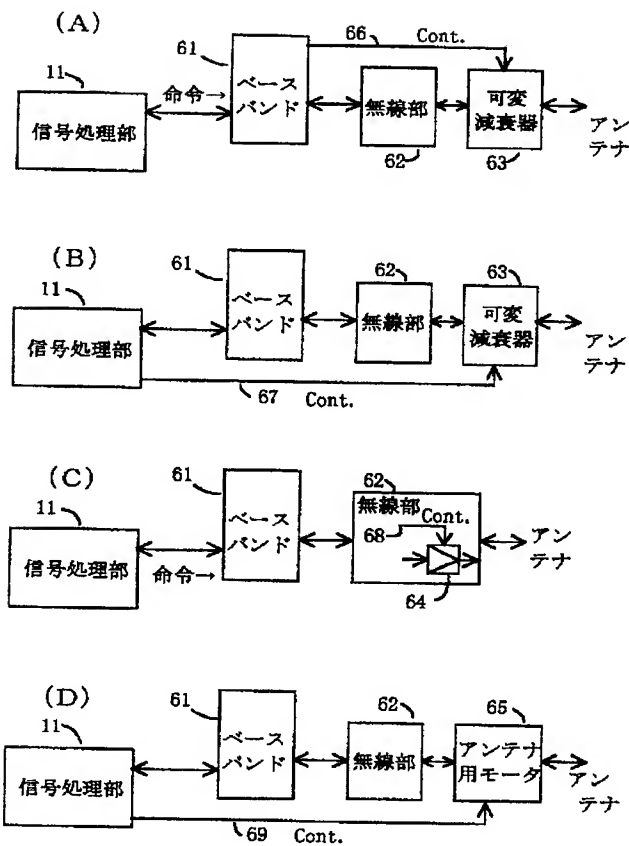 (A)
61
66 Cont.
11
命令→
ベース
バンド
無線部
可変
減衰器
信号処理部
62
63
アン
テナ
(B)
61
62
63
11
ベース
バンド
無線部
可変
減衰器
信号処理部
アン
テナ
67 Cont.
(C)
61
62
11
無線部
ベース
バンド
68 Cont.
アン
テナ
信号処理部
命令→
64
(D)
61
62
65
11
ベース
バンド
無線部
アンテナ
用モータ
信号処理部
アン
テナ
69 Cont.